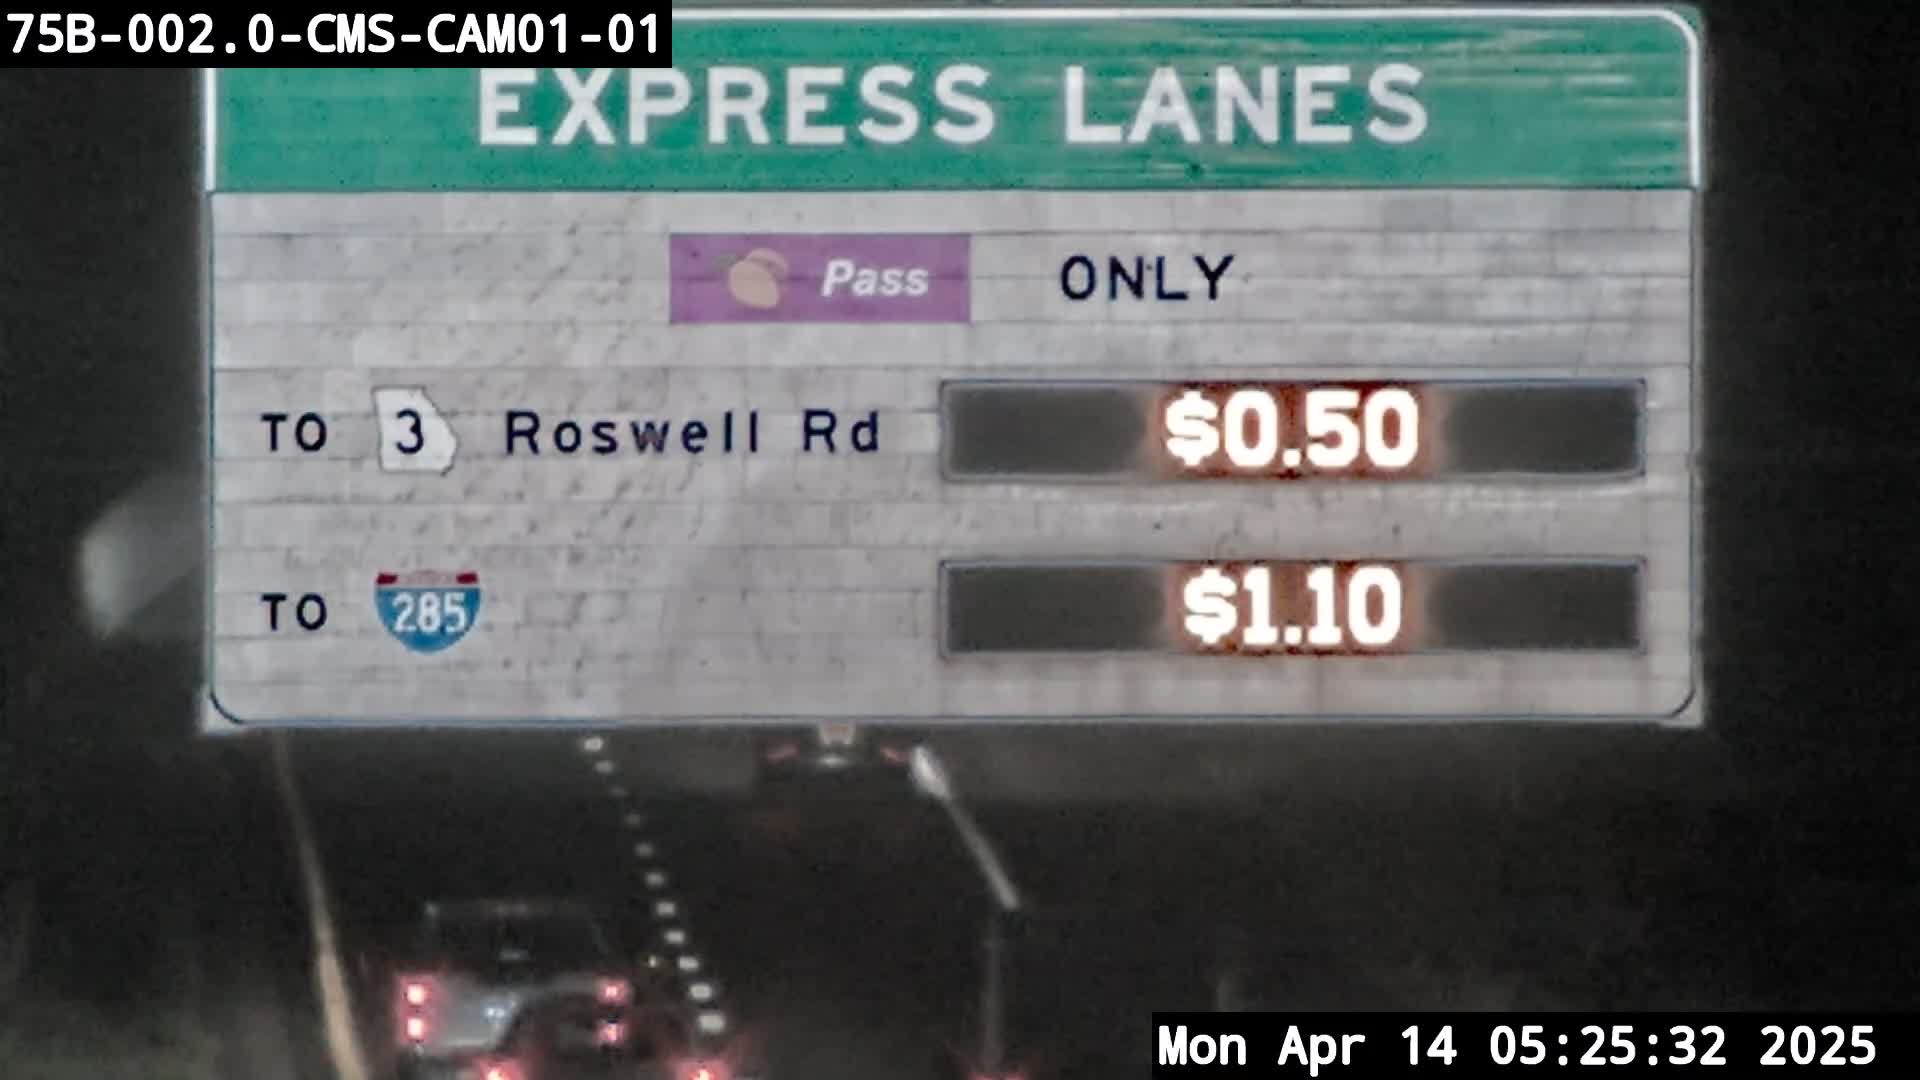 75B-002.0-CMS-CAM01-01
EXPRESS LANES
Pass ONLY
TO 3 Roswell Rd $0.50
TO 285 $1.10
Mon Apr 14 05:25:32 2025